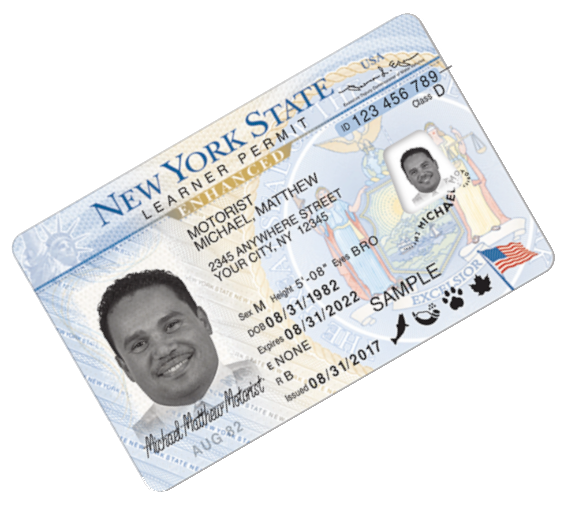 NEW YORK STATE
USA
LEARNER PERMIT
ENHANCED
ID 123 456 789
Class D
MOTORIST
MICHAEL, MATTHEW
2345 ANYWHERE STREET
YOUR CITY, NY 12345
Sex M Height 5'-08" Eyes BRO
DOB 08/31/1982
Expires 08/31/2022
E NONE
R B
Issued 08/31/2017
SAMPLE
EXCELSIOR
MICHAEL
Michael Matthew Motorist
AUG 82